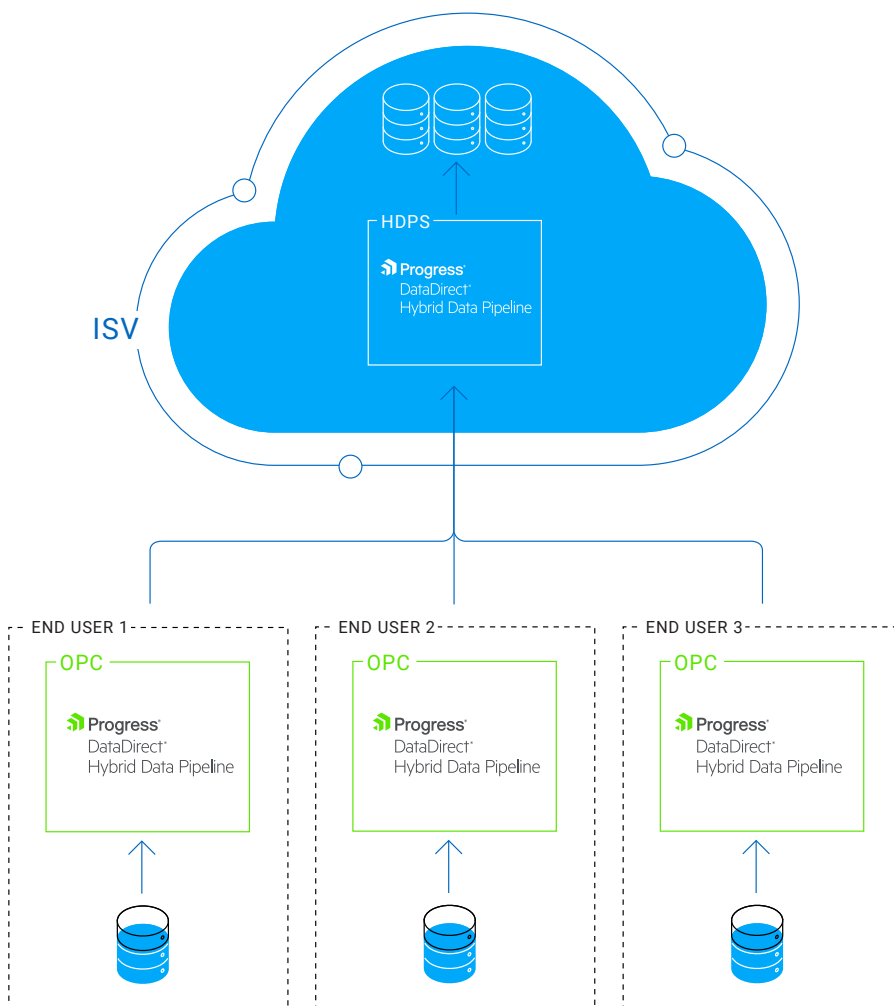 HDPS
Progress®
DataDirect®
Hybrid Data Pipeline
ISV
END USER 1
END USER 2
END USER 3
OPC
OPC
OPC
Progress®
DataDirect®
Hybrid Data Pipeline
Progress®
DataDirect®
Hybrid Data Pipeline
Progress®
DataDirect®
Hybrid Data Pipeline